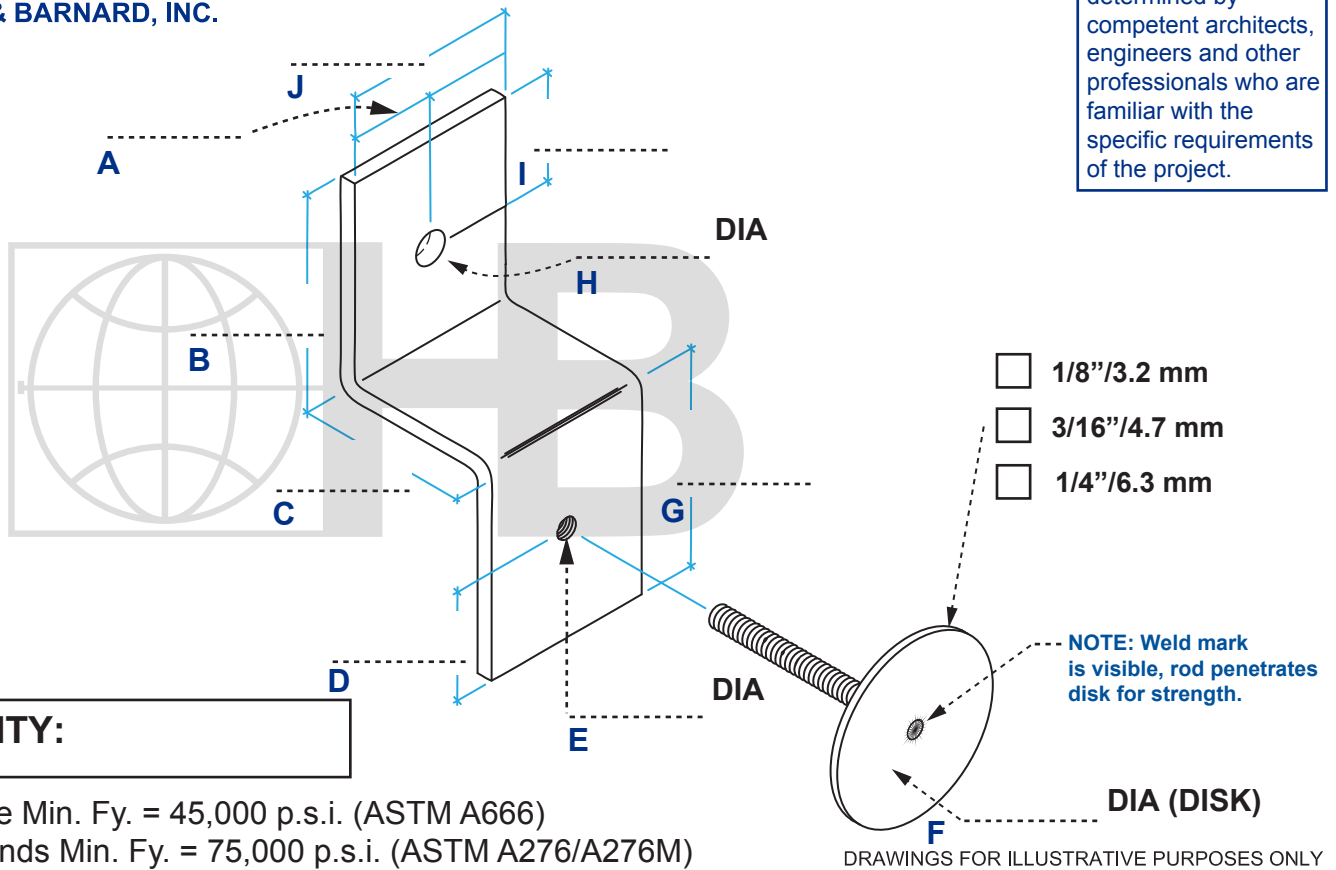 & BARNARD, INC.
determined by
competent architects,
engineers and other
professionals who are
familiar with the
specific requirements
of the project.
J
A
I
DIA
H
B
1/8”/3.2 mm
3/16”/4.7 mm
1/4”/6.3 mm
C
G
NOTE: Weld mark
is visible, rod penetrates
disk for strength.
D
DIA
E
ITY:
DIA (DISK)
F
e Min. Fy. = 45,000 p.s.i. (ASTM A666)
nds Min. Fy. = 75,000 p.s.i. (ASTM A276/A276M)
DRAWINGS FOR ILLUSTRATIVE PURPOSES ONLY
HB